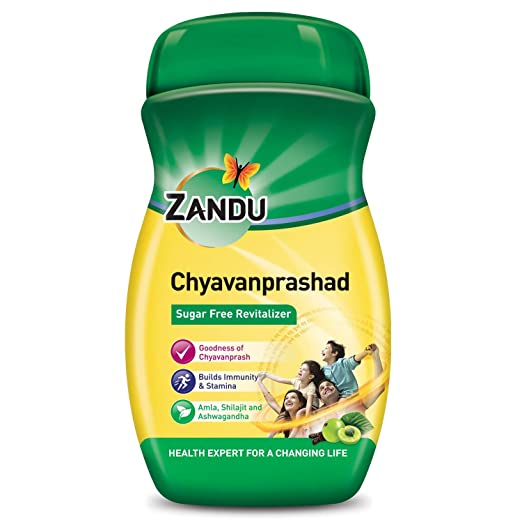 ZANDU
Chyavanprashad
Sugar Free Revitalizer
Goodness of
Chyavanprash
Builds Immunity
& Stamina
Amla, Shilajit and
Ashwagandha
HEALTH EXPERT FOR A CHANGING LIFE